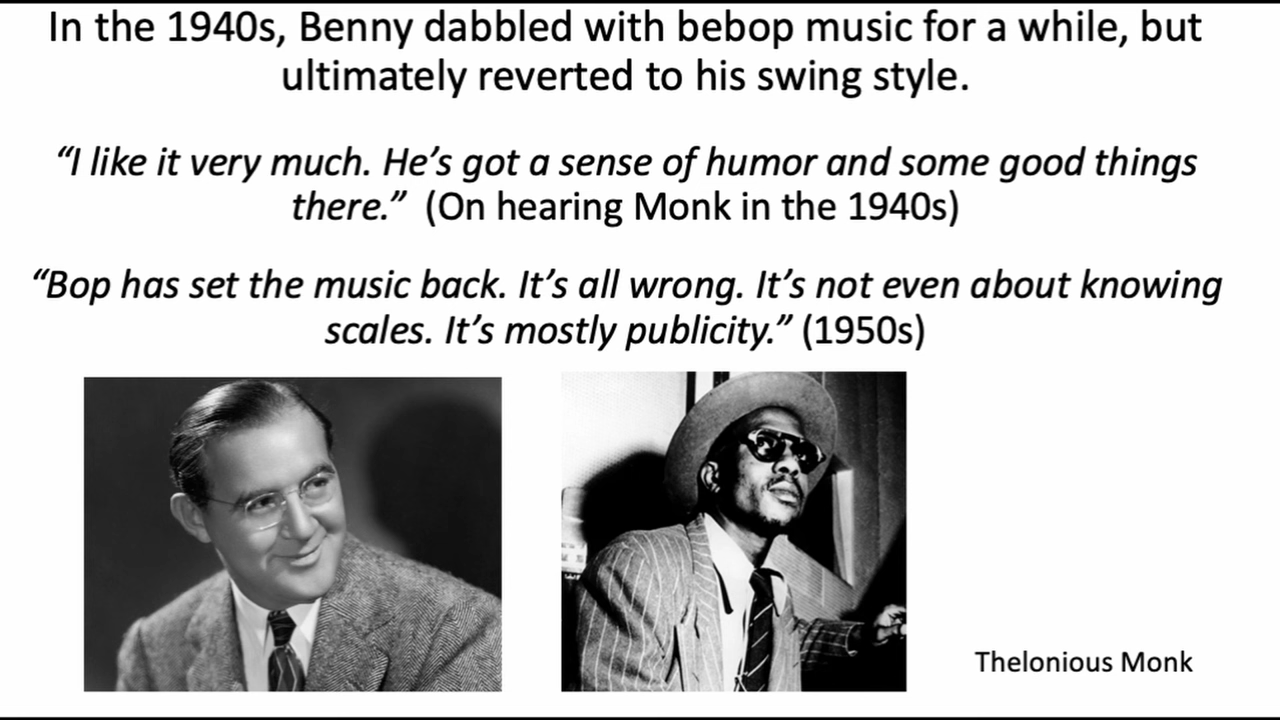 In the 1940s, Benny dabbled with bebop music for a while, but
ultimately reverted to his swing style.
“I like it very much. He’s got a sense of humor and some good things
there.” (On hearing Monk in the 1940s)
“Bop has set the music back. It’s all wrong. It’s not even about knowing
scales. It’s mostly publicity.” (1950s)
Thelonious Monk